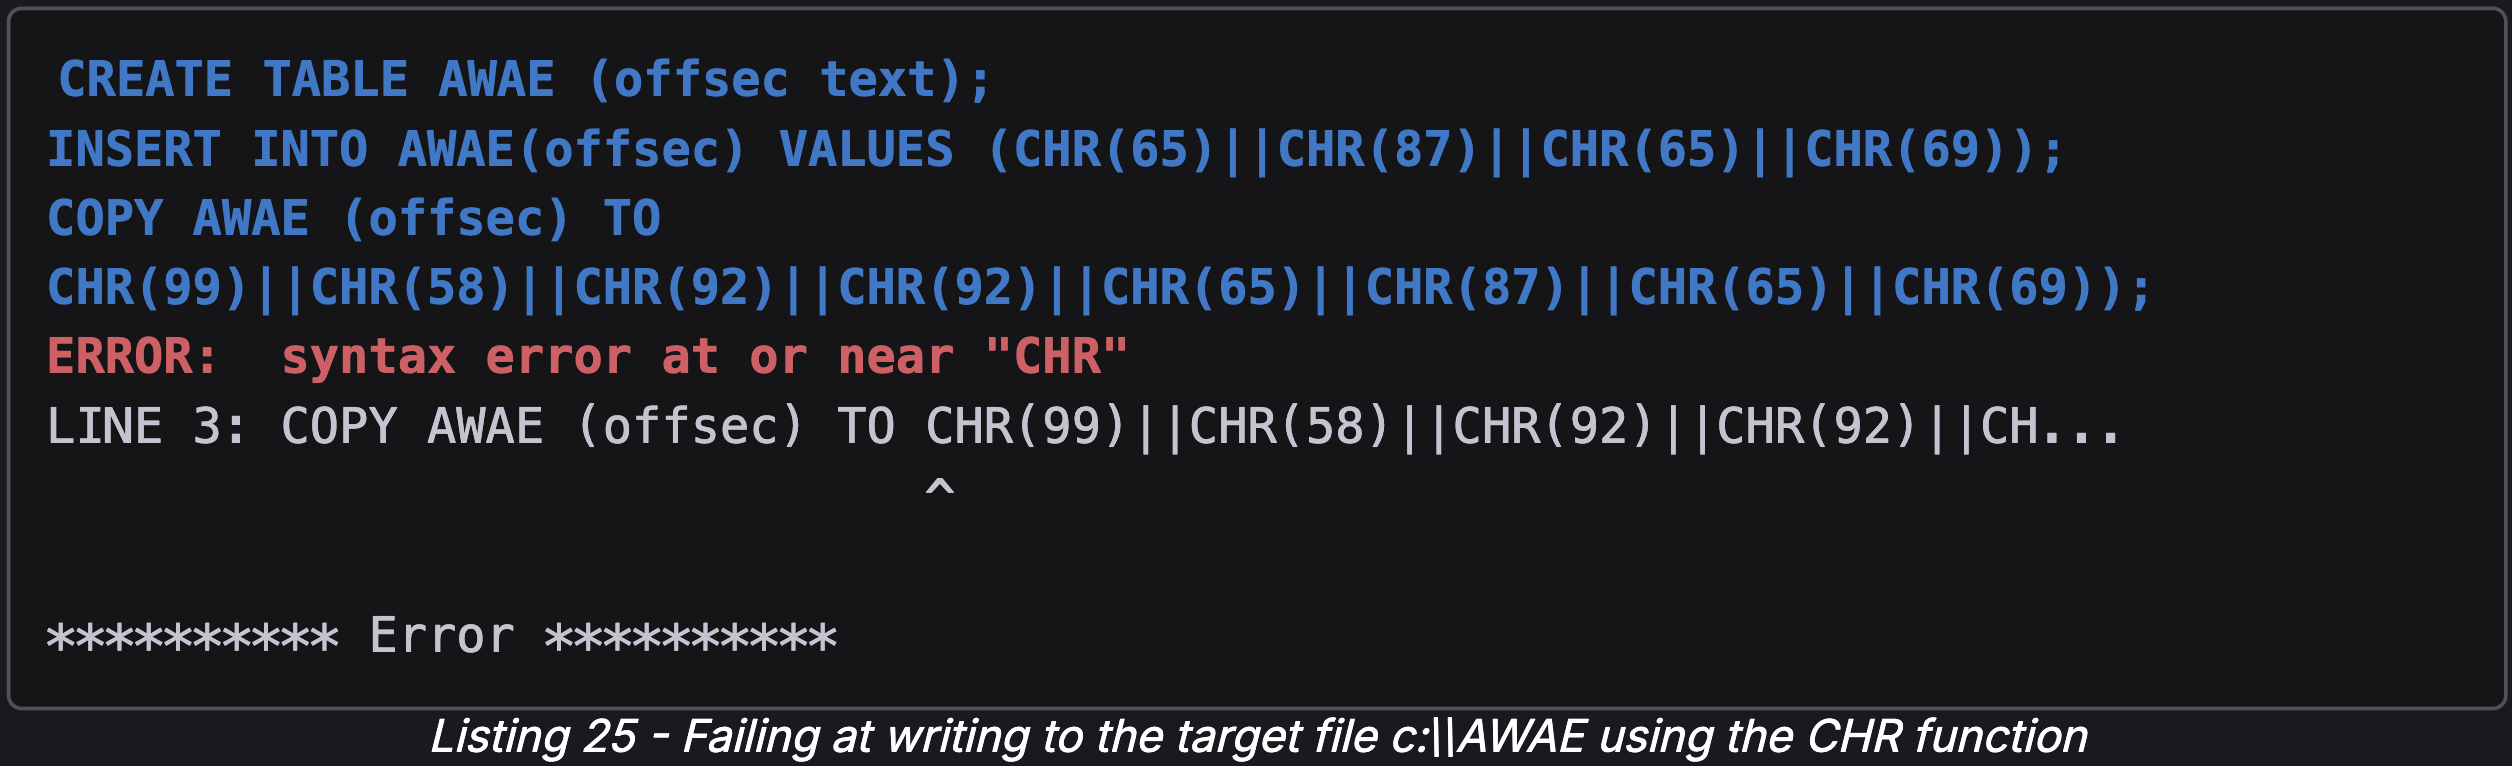 CREATE TABLE AWAE (offsec text);
INSERT INTO AWAE(offsec) VALUES (CHR(65)||CHR(87)||CHR(65)||CHR(69));
COPY AWAE (offsec) TO
CHR(99)||CHR(58)||CHR(92)||CHR(92)||CHR(65)||CHR(87)||CHR(65)||CHR(69));
ERROR:  syntax error at or near "CHR"
LINE 3: COPY AWAE (offsec) TO CHR(99)||CHR(58)||CHR(92)||CHR(92)||CH...
^
********** Error **********
Listing 25 - Failing at writing to the target file c:\\AWAE using the CHR function